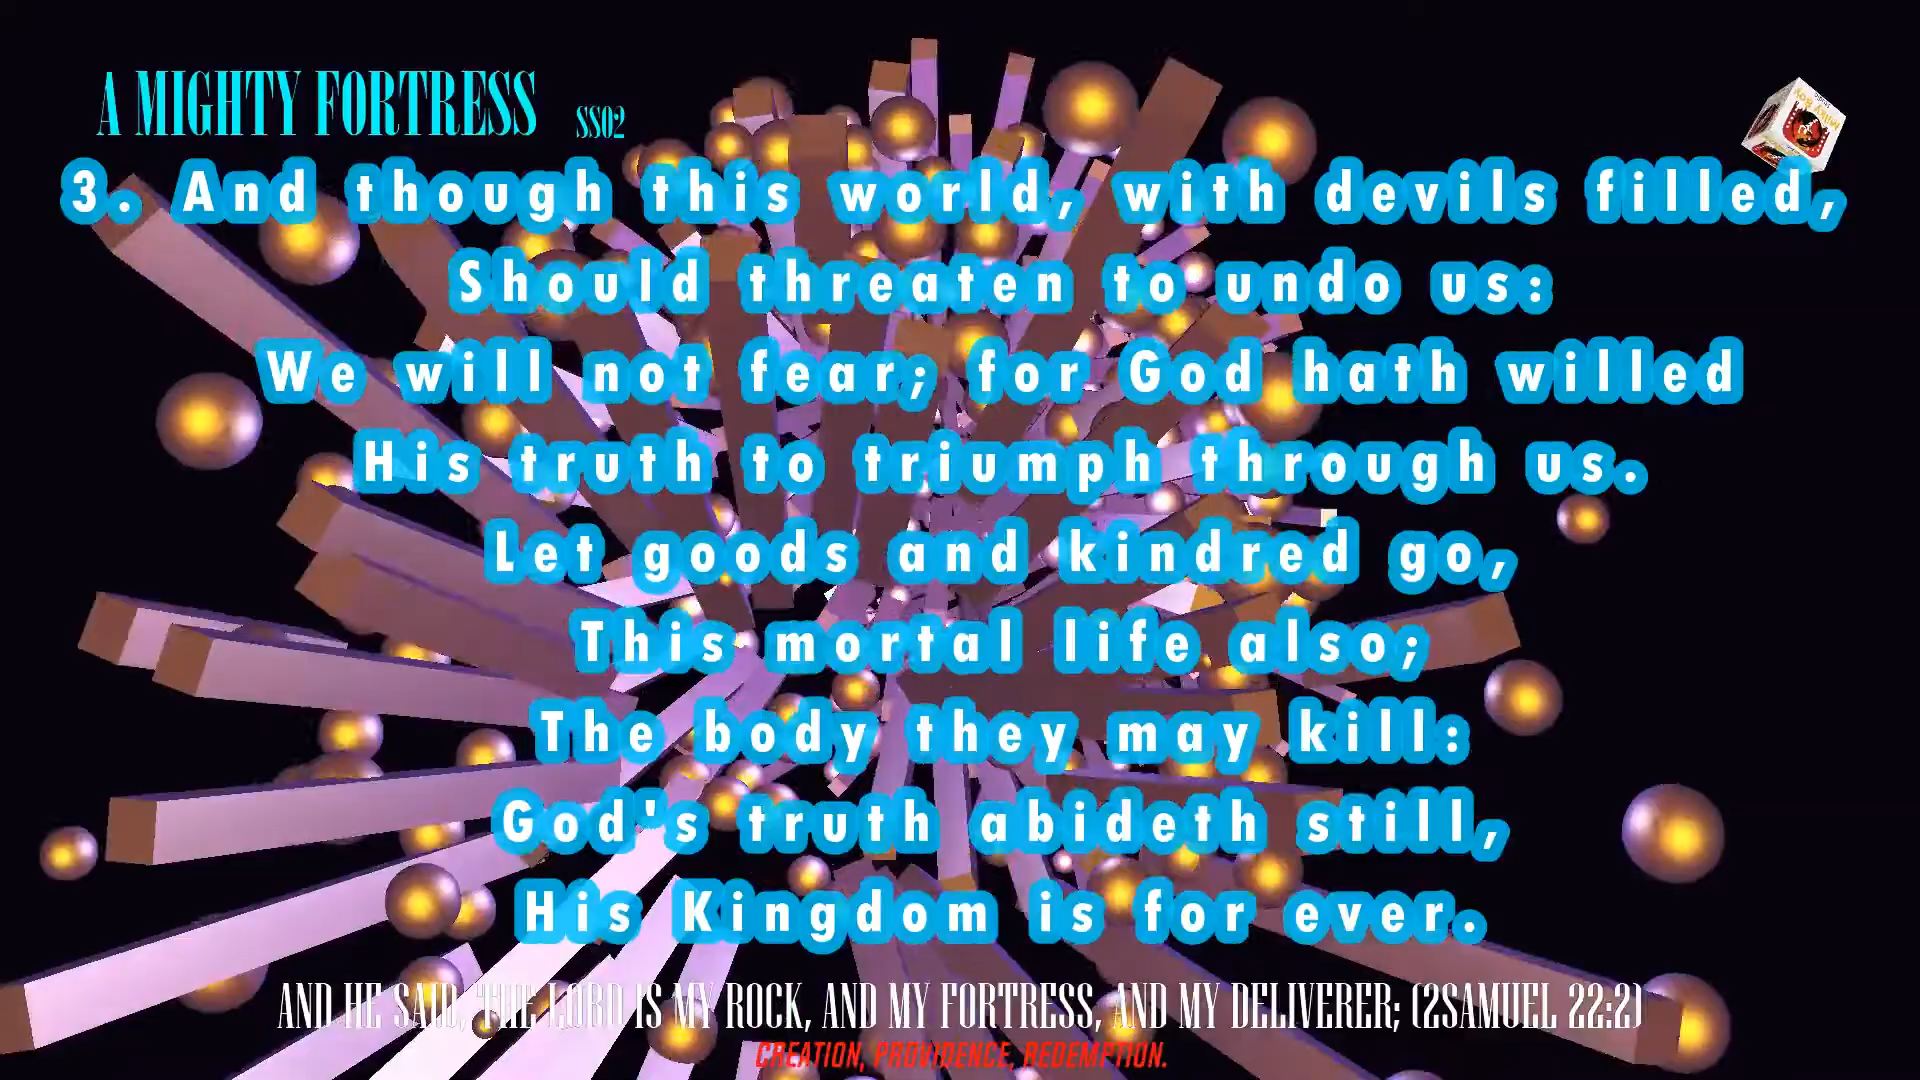 A MIGHTY FORTRESS SS02
3. And though this world, with devils filled,
Should threaten to undo us:
We will not fear; for God hath willed
His truth to triumph through us.
Let goods and kindred go,
This mortal life also;
The body they may kill:
God's truth abideth still,
His Kingdom is for ever.
AND HE SAID, THE LORD IS MY ROCK, AND MY FORTRESS, AND MY DELIVERER; (2SAMUEL 22:2)
CREATION, PROVIDENCE, REDEMPTION.